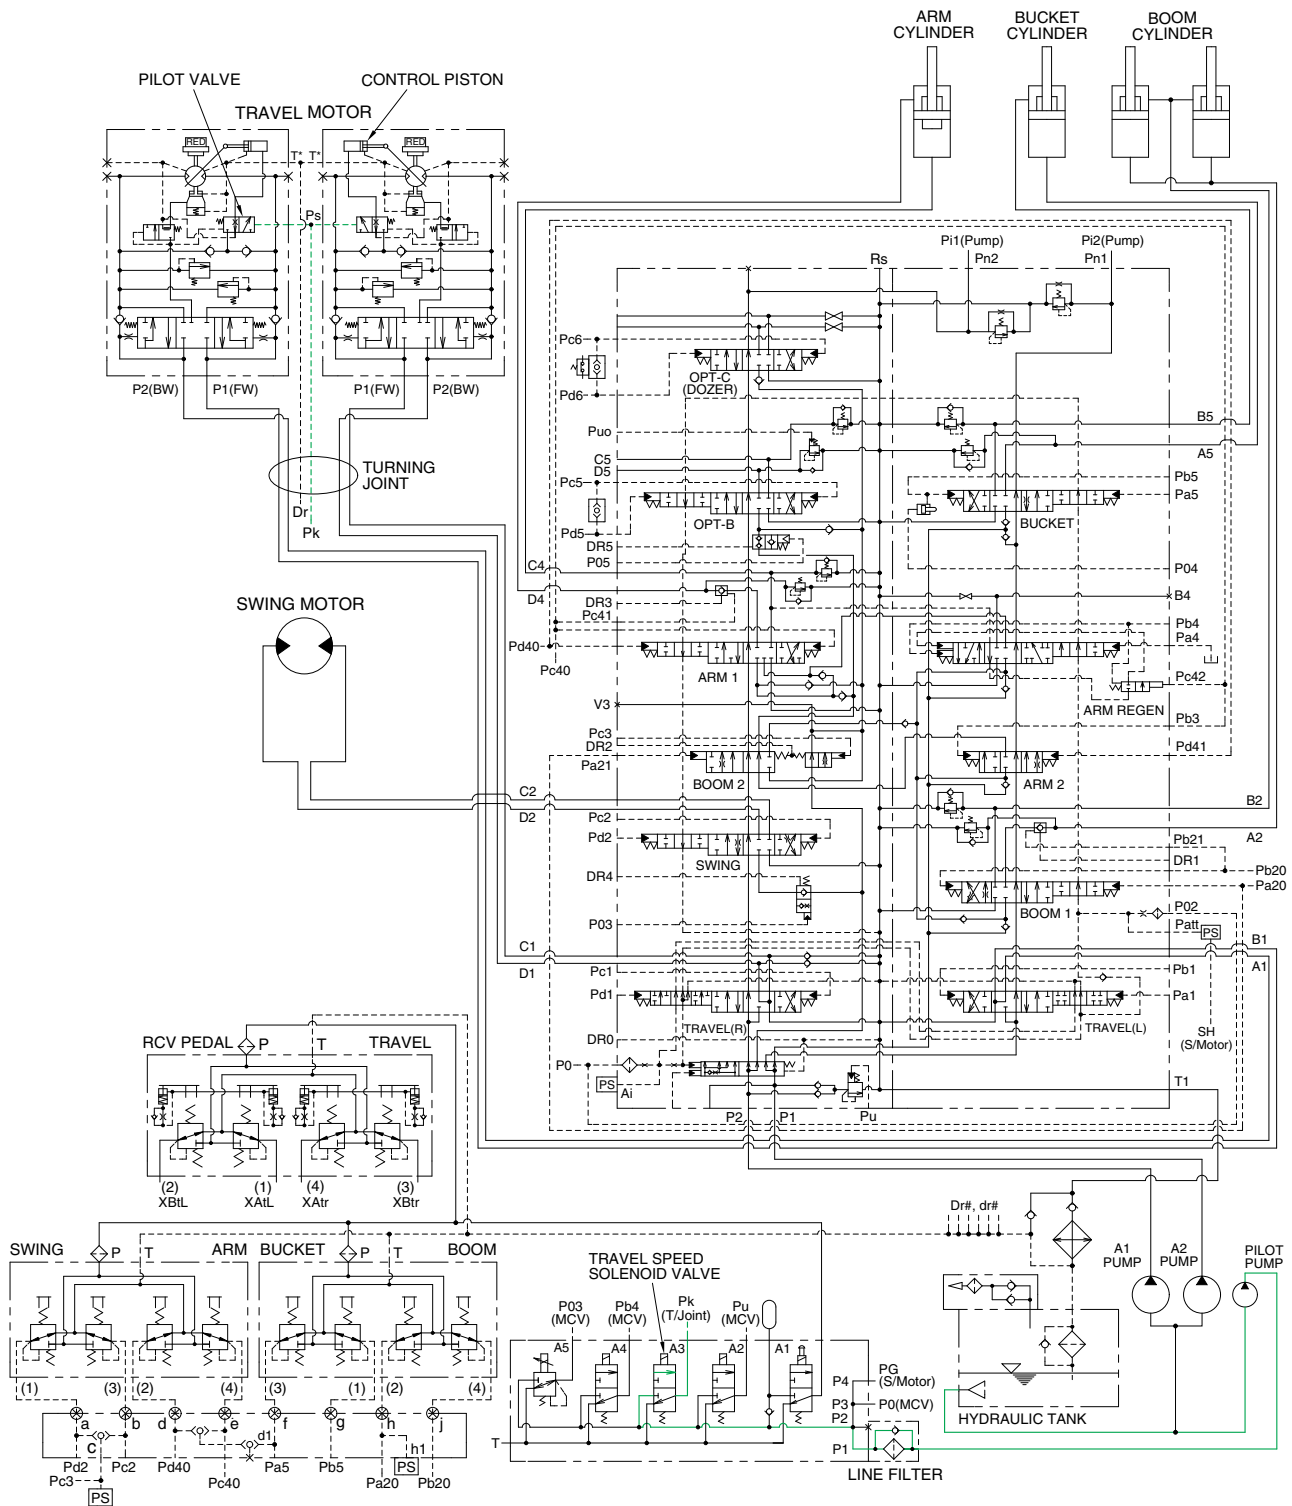 ARM
CYLINDER
BUCKET
CYLINDER
BOOM
CYLINDER
PILOT VALVE
CONTROL PISTON
TRAVEL MOTOR
RED
RED
T*
T*
Ps
P2(BW)
P1(FW)
P1(FW)
P2(BW)
TURNING
JOINT
Dr
Pk
SWING MOTOR
Rs
Pi1(Pump)
Pn2
Pi2(Pump)
Pn1
Pc6
Pd6
OPT-C
(DOZER)
Puo
C5
D5
Pc5
Pd5
OPT-B
DR5
P05
C4
D4
DR3
Pc41
Pd40
Pc40
ARM 1
V3
Pc3
DR2
Pa21
BOOM 2
C2
D2
Pc2
Pd2
SWING
DR4
P03
C1
D1
Pc1
Pd1
TRAVEL(R)
DR0
P0
PS
Ai
P2
P1
Pu
B5
A5
Pb5
Pa5
BUCKET
P04
B4
Pb4
Pa4
Pc42
ARM REGEN
Pb3
Pd41
ARM 2
B2
A2
Pb21
DR1
Pb20
Pa20
BOOM 1
P02
Patt
PS
B1
A1
Pb1
Pa1
TRAVEL(L)
SH
(S/Motor)
T1
RCV PEDAL
P
T
TRAVEL
(2)
XBtL
(1)
XAtL
(4)
XAtr
(3)
XBtr
SWING
P
T
ARM
BUCKET
P
T
BOOM
(1)
(3)
(2)
(4)
(3)
(1)
(2)
(4)
a
b
d
e
f
g
h
j
c
d1
h1
Pd2
Pc2
Pd40
Pc40
Pa5
Pb5
Pa20
PS
Pb20
Pc3
PS
TRAVEL SPEED
SOLENOID VALVE
P03
(MCV)
Pb4
(MCV)
Pk
(T/Joint)
Pu
(MCV)
A5
A4
A3
A2
A1
T
P4
PG
(S/Motor)
P3
P0(MCV)
P2
P1
LINE FILTER
Dr#, dr#
HYDRAULIC TANK
A1
PUMP
A2
PUMP
PILOT
PUMP